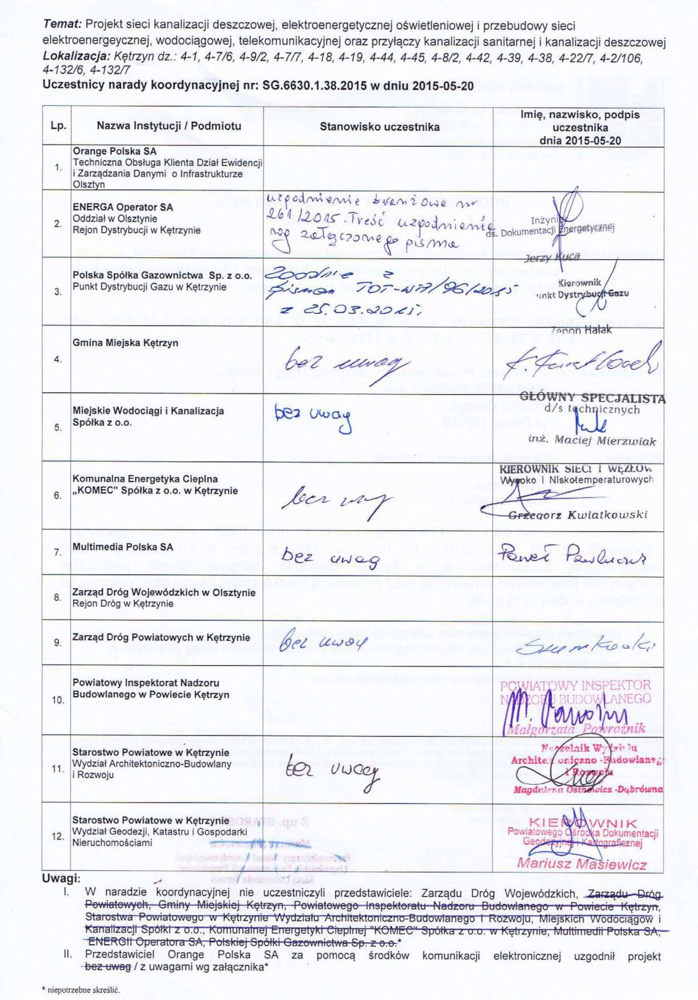 Temat: Projekt sieci kanalizacji deszczowej, elektroenergetycznej oświetleniowej i przebudowy sieci
elektroenergeycznej, wodociągowej, telekomunikacyjnej oraz przyłączy kanalizacji sanitarnej i kanalizacji deszczowej
Lokalizacja: Kętrzyn dz.: 4-1, 4-7/6, 4-9/2, 4-7/7, 4-18, 4-19, 4-44, 4-45, 4-8/2, 4-42, 4-39, 4-38, 4-22/7, 4-2/106,
4-132/6, 4-132/7
Uczestnicy narady koordynacyjnej nr: SG.6630.1.38.2015 w dniu 2015-05-20
Lp. Nazwa Instytucji / Podmiotu Stanowisko uczestnika Imię, nazwisko, podpis
uczestnika
dnia 2015-05-20
1. Orange Polska SA
Techniczna Obsługa Klienta Dział Ewidencji
i Zarządzania Danymi o Infrastrukturze
Olsztyn
2. ENERGA Operator SA
Oddział w Olsztynie
Rejon Dystrybucji w Kętrzynie
uzgodnienie branżowe nr
261/2015. Treść uzgodnienia
wg załączonego pisma
Inżynier
ds. Dokumentacji Energetycznej
Jerzy Kuca
3. Polska Spółka Gazownictwa Sp. z o.o.
Punkt Dystrybucji Gazu w Kętrzynie
zgodnie z
pismem TOT-WA/96/2015
z 25.03.2015.
Kierownik
unkt Dystrybucji Gazu
Zenon Hałak
4. Gmina Miejska Kętrzyn
bez uwag
5. Miejskie Wodociągi i Kanalizacja
Spółka z o.o.
bez uwag
GŁÓWNY SPECJALISTA
d/s technicznych
inż. Maciej Mierzwiak
6. Komunalna Energetyka Cieplna
„KOMEC” Spółka z o.o. w Kętrzynie
bez uwag
KIEROWNIK SIECI I WĘZŁÓW
Wysoko i Niskotemperaturowych
Grzegorz Kwiatkowski
7. Multimedia Polska SA
bez uwag
Paweł
8. Zarząd Dróg Wojewódzkich w Olsztynie
Rejon Dróg w Kętrzynie
9. Zarząd Dróg Powiatowych w Kętrzynie
bez uwag
10. Powiatowy Inspektorat Nadzoru
Budowlanego w Powiecie Kętrzyn
POWIATOWY INSPEKTOR
NADZORU BUDOWLANEGO
Małgorzata Powroźnik
11. Starostwo Powiatowe w Kętrzynie
Wydział Architektoniczno-Budowlany
i Rozwoju
bez uwag
Naczelnik Wydziału
Architektoniczno-Budowlanego
i Rozwoju
Magdalena Osinowicz-Dąbrówna
12. Starostwo Powiatowe w Kętrzynie
Wydział Geodezji, Katastru i Gospodarki
Nieruchomościami
KIEROWNIK
Powiatowego Ośrodka Dokumentacji
Geodezyjnej i Kartograficznej
Mariusz Masiewicz
Uwagi:
I. W naradzie koordynacyjnej nie uczestniczyli przedstawiciele: Zarządu Dróg Wojewódzkich, Zarządu Dróg
Powiatowych, Gminy Miejskiej Kętrzyn, Powiatowego Inspektoratu Nadzoru Budowlanego w Powiecie Kętrzyn,
Starostwa Powiatowego w Kętrzynie Wydziału Architektoniczno-Budowlanego i Rozwoju, Miejskich Wodociągów i
Kanalizacji Spółki z o.o., Komunalnej Energetyki Cieplnej "KOMEC" Spółka z o.o. w Kętrzynie, Multimedii Polska SA,
ENERGII Operatora SA, Polskiej Spółki Gazownictwa Sp. z o.o.*
II. Przedstawiciel Orange Polska SA za pomocą środków komunikacji elektronicznej uzgodnił projekt
bez uwag / z uwagami wg załącznika*
* niepotrzebne skreślić.